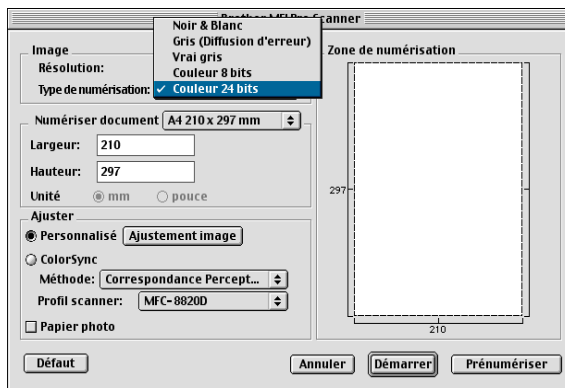 Scanner
Noir & Blanc
Gris (Diffusion d'erreur)
Vrai gris
Couleur 8 bits
✓ Couleur 24 bits
Image
Résolution:
Type de numérisation:
Numériser document
A4 210 x 297 mm
Largeur:
210
Hauteur:
297
Unité
mm
pouce
Ajuster
Personnalisé
Ajustement image
ColorSync
Méthode:
Correspondance Percept...
Profil scanner:
MFC-8820D
Papier photo
Zone de numérisation
297
210
Défaut
Annuler
Démarrer
Prénumériser